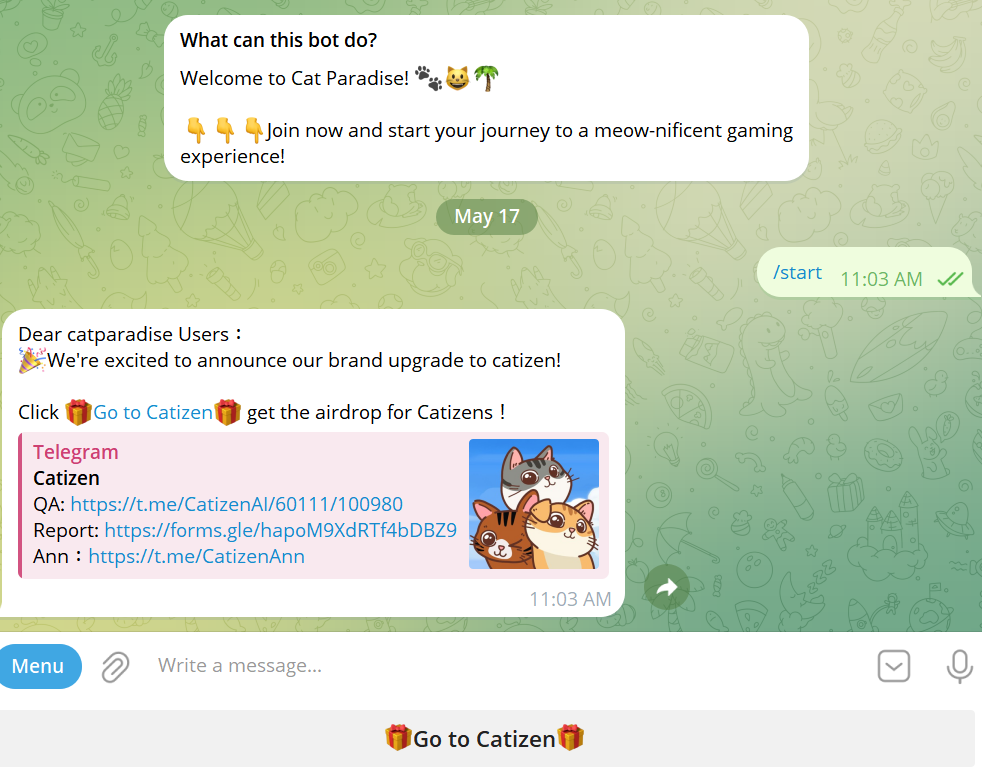 What can this bot do?
Welcome to Cat Paradise! 🐾😺🌴
👇👇👇Join now and start your journey to a meow-nificent gaming
experience!
May 17
/start 11:03 AM
Dear catparadise Users：
🎉We're excited to announce our brand upgrade to catizen!
Click 🎁Go to Catizen🎁 get the airdrop for Catizens！
Telegram
Catizen
QA: https://t.me/CatizenAI/60111/100980
Report: https://forms.gle/hapoM9XdRTf4bDBZ9
Ann：https://t.me/CatizenAnn
11:03 AM
Menu
Write a message...
🎁Go to Catizen🎁